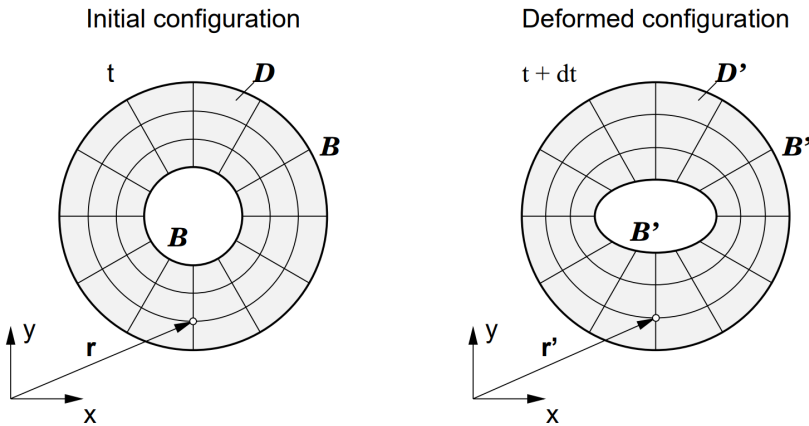 Initial configuration
t
D
B
B
y
r
x
Deformed configuration
t + dt
D’
B’
B’
y
r’
x